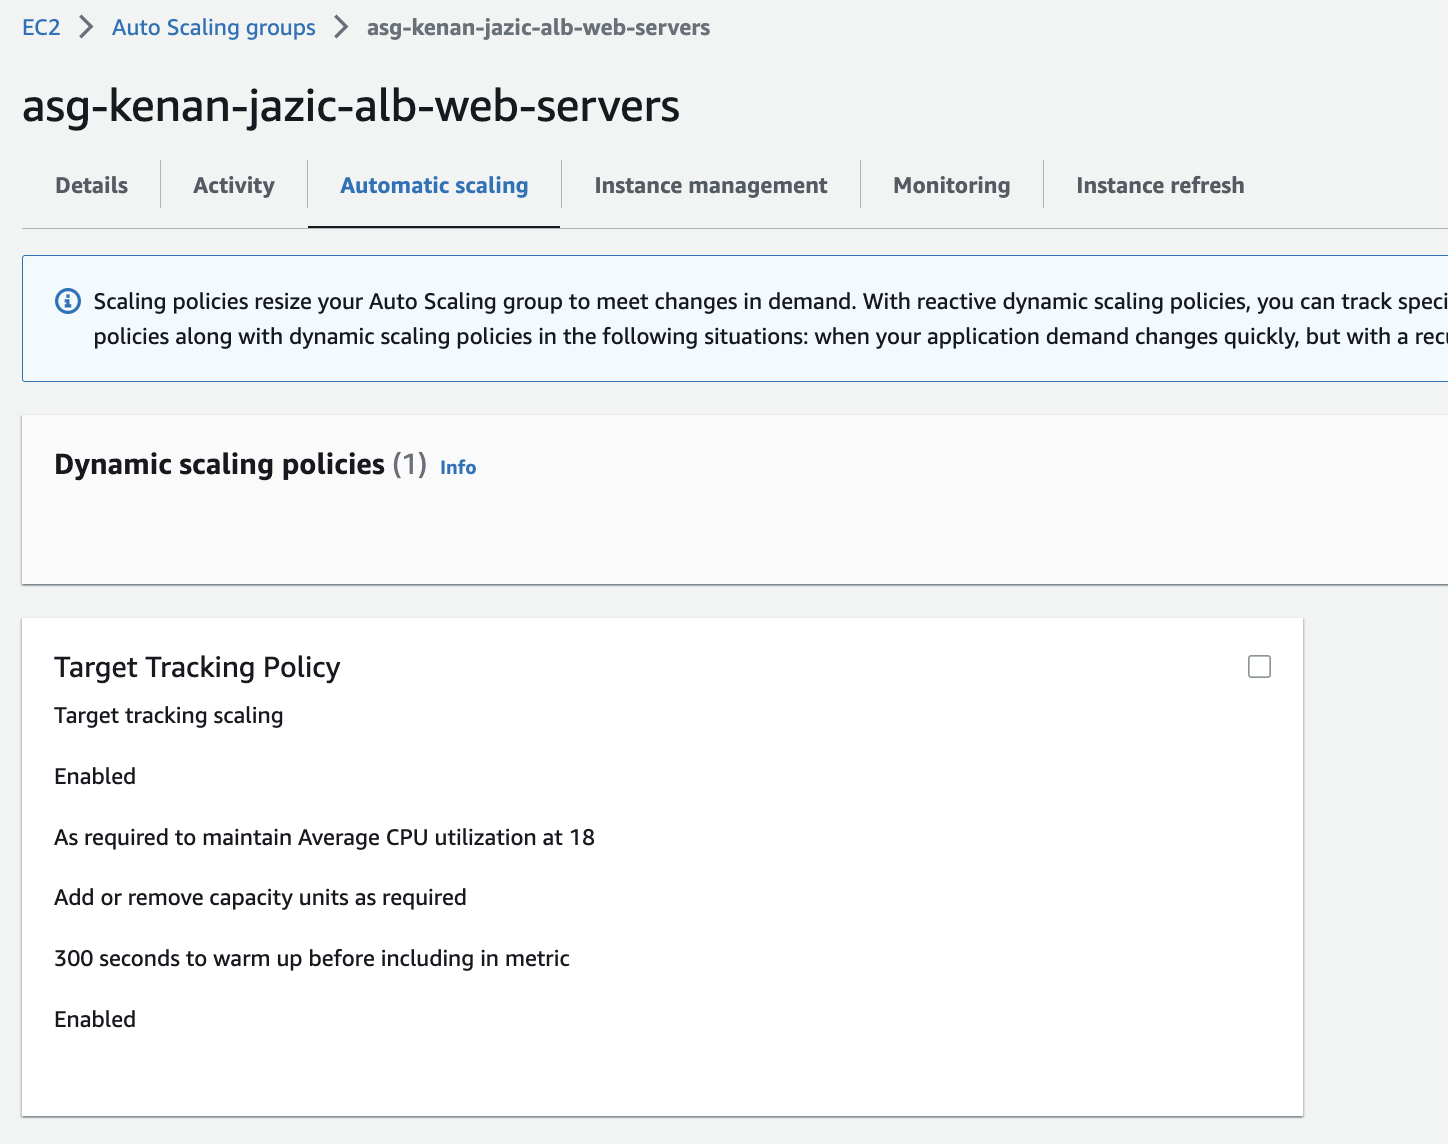 EC2 > Auto Scaling groups > asg-kenan-jazic-alb-web-servers
asg-kenan-jazic-alb-web-servers
Details Activity Automatic scaling Instance management Monitoring Instance refresh
Scaling policies resize your Auto Scaling group to meet changes in demand. With reactive dynamic scaling policies, you can track speci
policies along with dynamic scaling policies in the following situations: when your application demand changes quickly, but with a recu
Dynamic scaling policies (1) Info
Target Tracking Policy
Target tracking scaling
Enabled
As required to maintain Average CPU utilization at 18
Add or remove capacity units as required
300 seconds to warm up before including in metric
Enabled